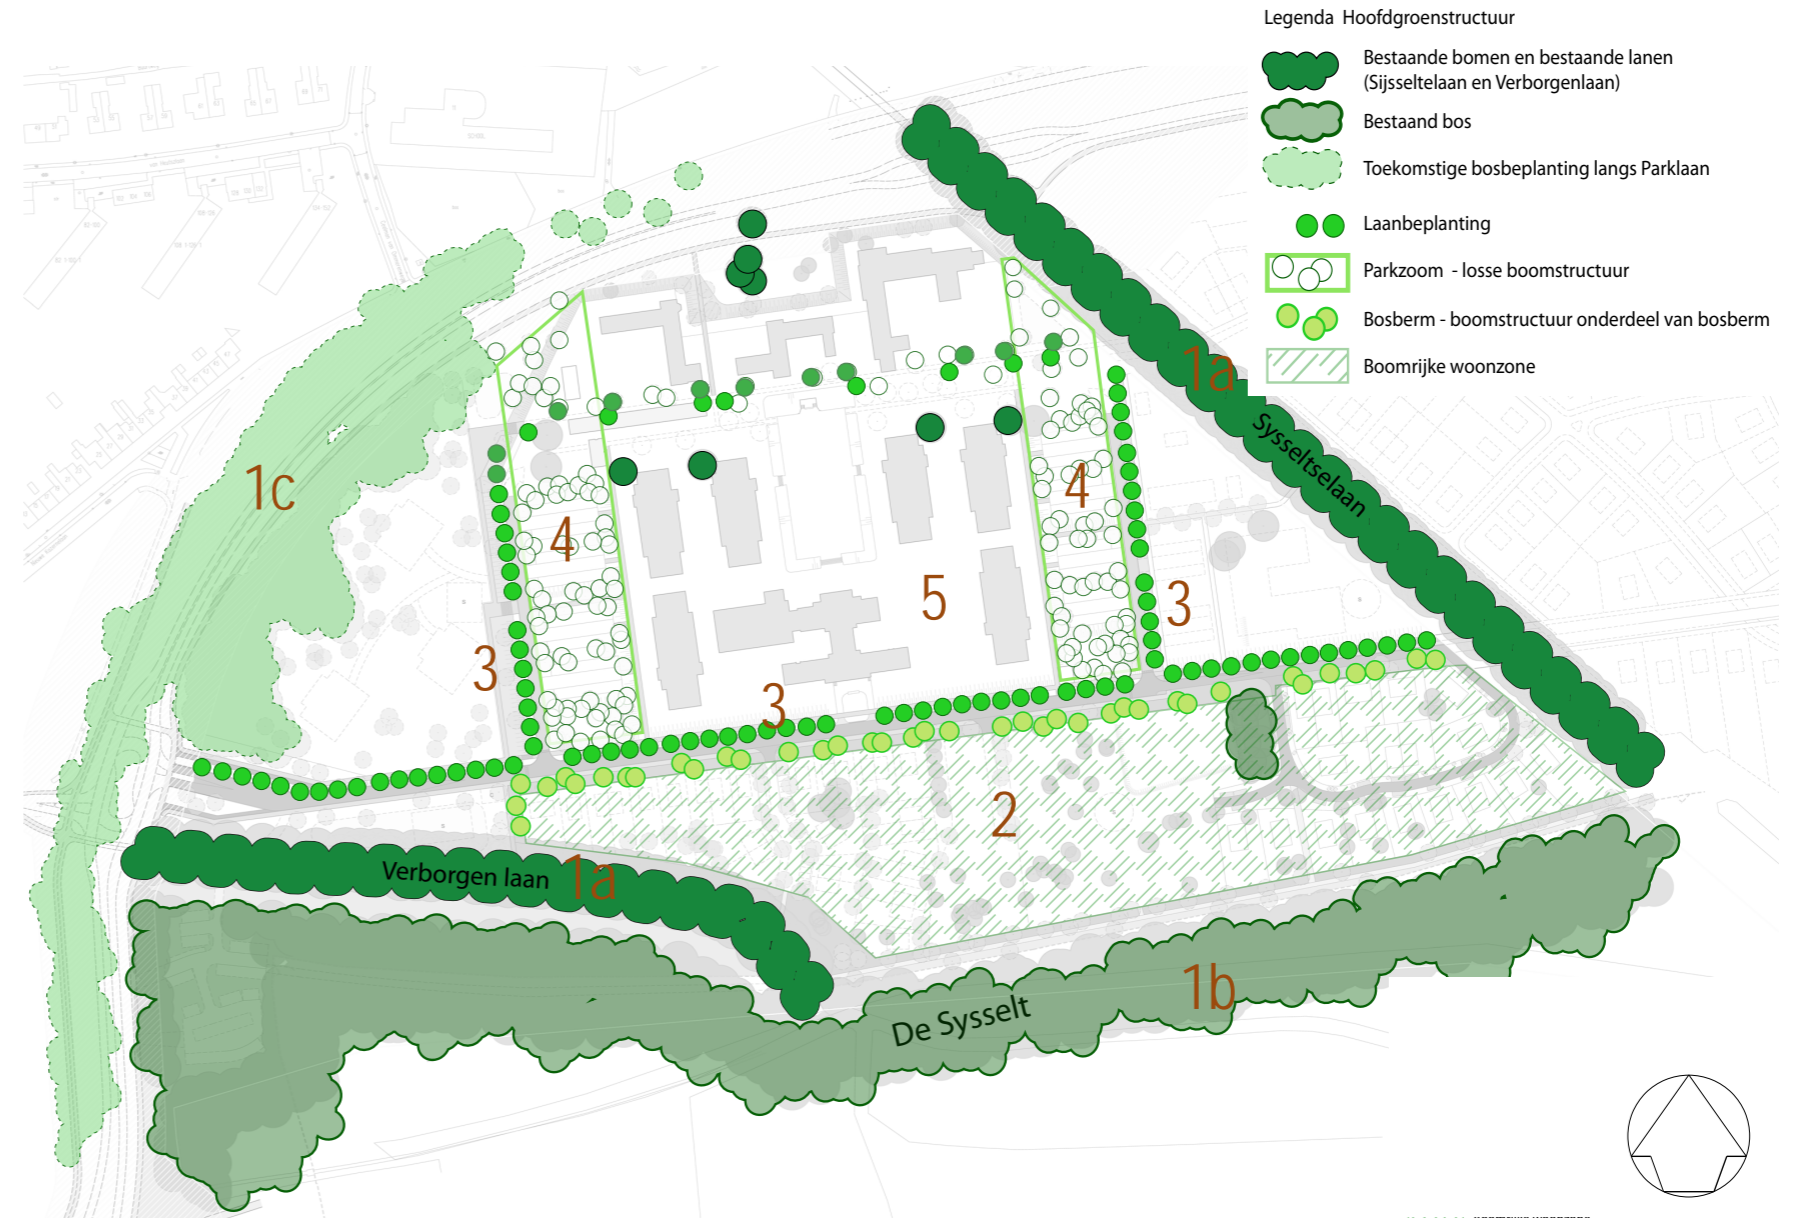 Legenda Hoofdgroenstructuur
Bestaande bomen en bestaande lanen
(Sijsseltelaan en Verborgenlaan)
Bestaand bos
Toekomstige bosbeplanting langs Parklaan
Laanbeplanting
Parkzoom - losse boomstructuur
Bosberm - boomstructuur onderdeel van bosberm
Boomrijke woonzone
1a
Sysseltselaan
1c
4
4
5
3
3
3
2
Verborgen laan
1a
1b
De Sysselt